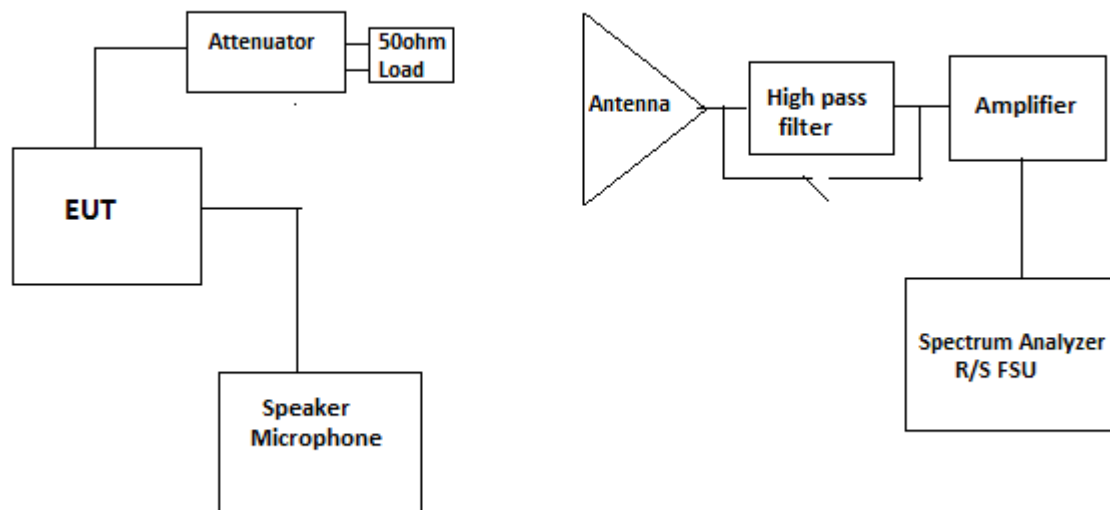 Attenuator
50ohm
Load
EUT
Speaker
Microphone
Antenna
High pass
filter
Amplifier
Spectrum Analyzer
R/S FSU